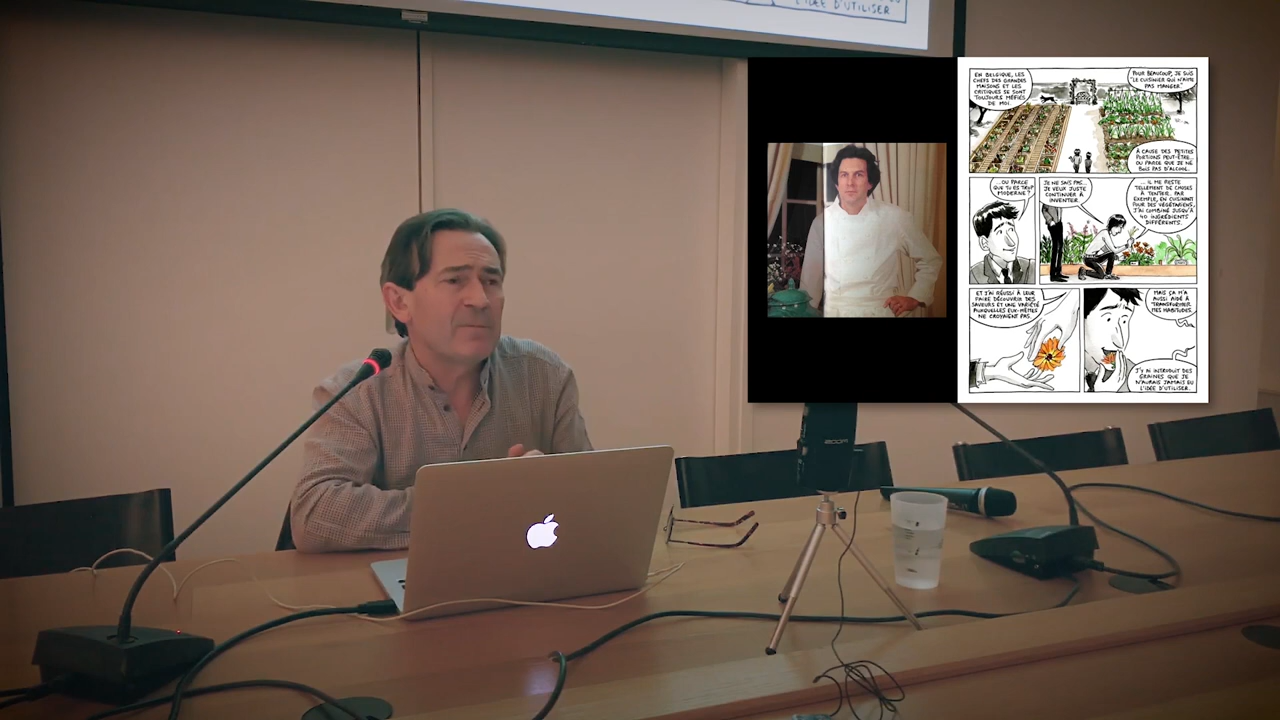 L'IDÉE D'UTILISER
EN BELGIQUE, LES
CHEFS DES GRANDES
MAISONS ET LES
CRITIQUES SE SONT
TOUJOURS MÉFIÉS
DE MOI.
POUR BEAUCOUP, JE SUIS
"LE CUISINIER QUI N'AIME
PAS MANGER."
À CAUSE DES PETITES
PORTIONS PEUT-ÊTRE...
OU PARCE QUE JE NE
BOIS PAS D'ALCOOL.
...OU PARCE
QUE TU ES TROP
MODERNE ?
JE NE SAIS PAS...
JE VEUX JUSTE
CONTINUER À
INVENTER.
... IL ME RESTE
TELLEMENT DE CHOSES
À TENTER. PAR
EXEMPLE, EN CUISINANT
POUR DES VÉGÉTARIENS,
J'AI COMBINÉ JUSQU'À
40 INGRÉDIENTS
DIFFÉRENTS.
ET J'AI RÉUSSI À LEUR
FAIRE DÉCOUVRIR DES
SAVEURS ET UNE VARIÉTÉ
AUXQUELLES EUX-MÊMES
NE CROYAIENT PAS.
MAIS ÇA M'A
AUSSI AIDÉ À
TRANSFORMER
MES HABITUDES.
J'Y AI INTRODUIT DES
GRAINES QUE JE
N'AURAIS JAMAIS EU
L'IDÉE D'UTILISER.
ZOOM